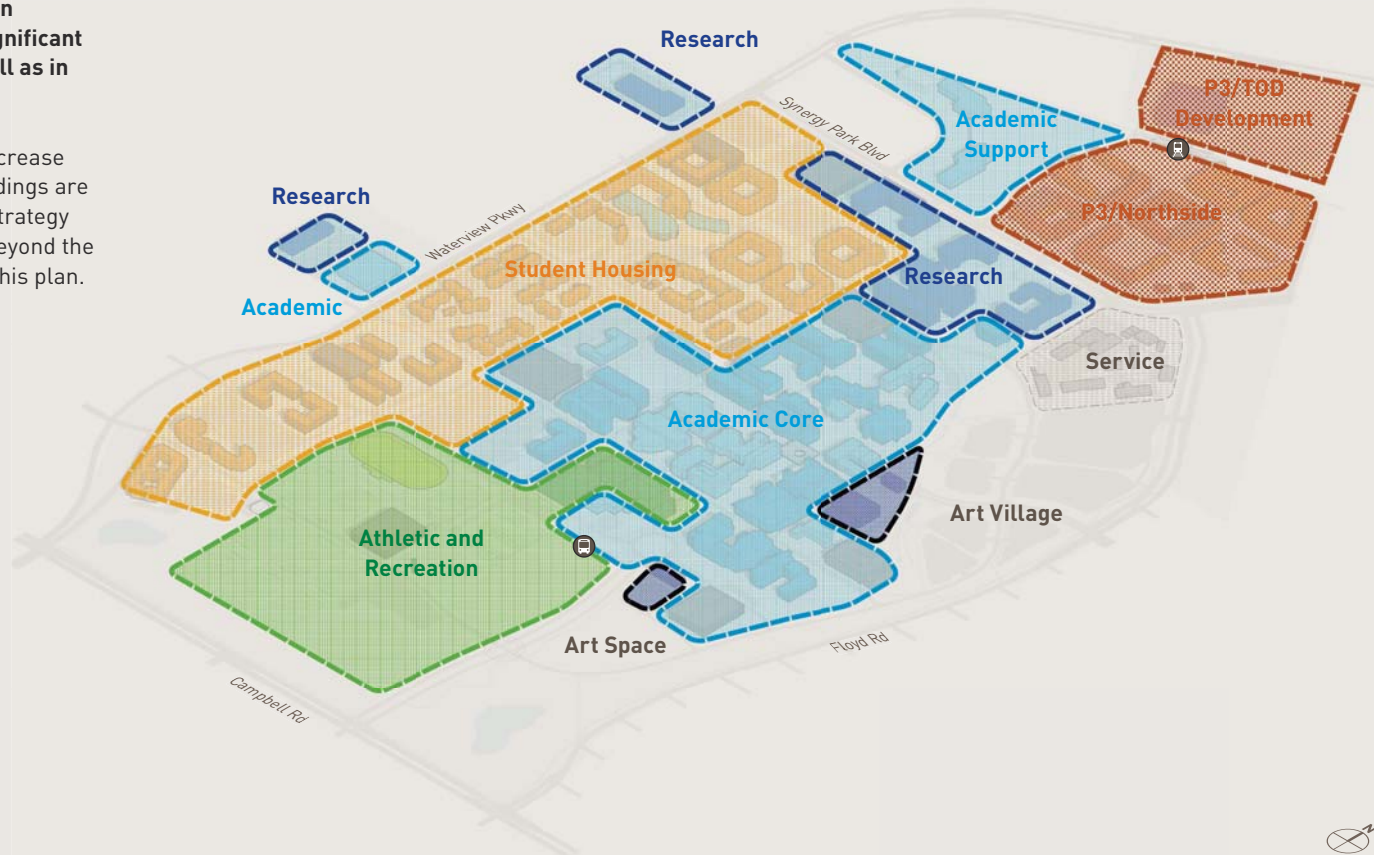 n
gnificant
ll as in
crease
dings are
trategy
eyond the
his plan.
Research
Synergy Park Blvd
Academic
Support
P3/TOD
Development
Research
Waterview Pkwy
P3/Northside
Student Housing
Research
Academic
Service
Academic Core
Art Village
Athletic and
Recreation
Art Space
Floyd Rd
Campbell Rd
N